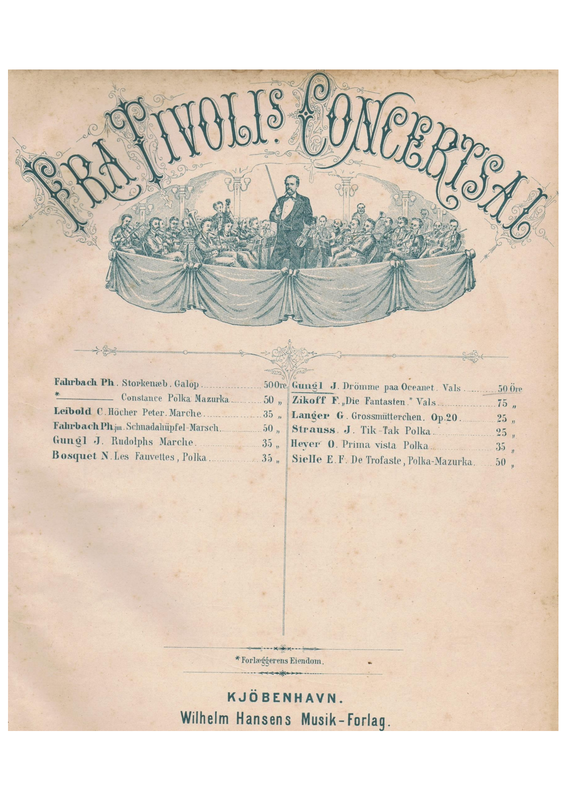 FRA TIVOLIS CONCERTSAL
Fahrbach Ph. Storkenæb. Galop. 50 Öre
* Constance Polka Mazurka 50 „
Leibold C. Höcher Peter. Marche 35 „
Fahrbach Ph jun. Schnadahüpfel-Marsch. 50 „
Gungl J. Rudolphs Marche. 35 „
Bosquet N. Les Fauvettes, Polka. 35 „
Gungl J. Drömme paa Oceanet. Vals 50 Öre
Zikoff F. „Die Fantasten.” Vals 75 „
Langer G. Grossmütterchen. Op. 20 25 „
Strauss. J. Tik-Tak Polka 25 „
Heyer O. Prima vista Polka 35 „
Sielle E.F. De Trofaste, Polka-Mazurka. 50 „
* Forlæggerens Eiendom.
KJÖBENHAVN.
Wilhelm Hansens Musik-Forlag.